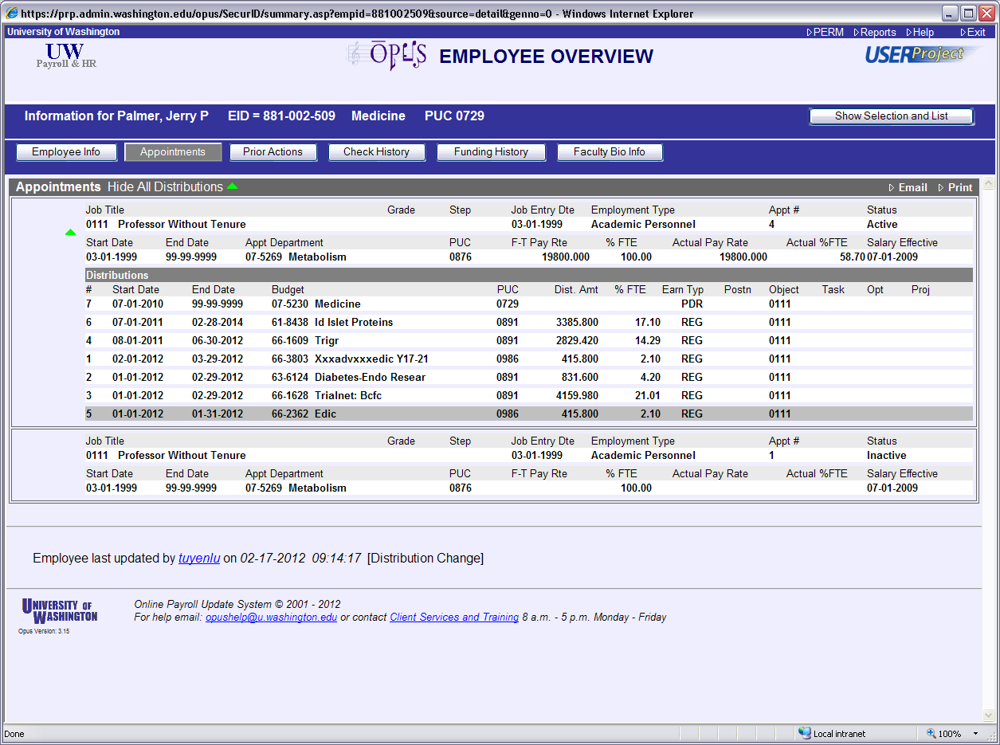 https://prp.admin.washington.edu/opus/SecurID/summary.asp?empid=881002509&source=detail&genno=0 - Windows Internet Explorer
University of Washington PERM Reports Help Exit
UW
Payroll & HR
OPUS EMPLOYEE OVERVIEW USERProject
Information for Palmer, Jerry P EID = 881-002-509 Medicine PUC 0729 Show Selection and List
Employee Info Appointments Prior Actions Check History Funding History Faculty Bio Info
Appointments Hide All Distributions Email Print
Job Title Grade Step Job Entry Dte Employment Type Appt # Status
0111 Professor Without Tenure 03-01-1999 Academic Personnel 4 Active
Start Date End Date Appt Department PUC F-T Pay Rte % FTE Actual Pay Rate Actual %FTE Salary Effective
03-01-1999 99-99-9999 07-5269 Metabolism 0876 19800.000 100.00 19800.000 58.70 07-01-2009
Distributions
# Start Date End Date Budget PUC Dist. Amt % FTE Earn Typ Postn Object Task Opt Proj
7 07-01-2010 99-99-9999 07-5230 Medicine 0729 PDR 0111
6 07-01-2011 02-28-2014 61-8438 Id Islet Proteins 0891 3385.800 17.10 REG 0111
4 08-01-2011 06-30-2012 66-1609 Trigr 0891 2829.420 14.29 REG 0111
1 02-01-2012 03-29-2012 66-3803 Xxxadvxxxedic Y17-21 0986 415.800 2.10 REG 0111
2 01-01-2012 02-29-2012 63-6124 Diabetes-Endo Resear 0891 831.600 4.20 REG 0111
3 01-01-2012 02-29-2012 66-1628 Trialnet: Bcfc 0891 4159.980 21.01 REG 0111
5 01-01-2012 01-31-2012 66-2362 Edic 0986 415.800 2.10 REG 0111
Job Title Grade Step Job Entry Dte Employment Type Appt # Status
0111 Professor Without Tenure 03-01-1999 Academic Personnel 1 Inactive
Start Date End Date Appt Department PUC F-T Pay Rte % FTE Actual Pay Rate Actual %FTE Salary Effective
03-01-1999 99-99-9999 07-5269 Metabolism 0876 100.00 07-01-2009
Employee last updated by tuyenlu on 02-17-2012 09:14:17 [Distribution Change]
UNIVERSITY OF
WASHINGTON
Opus Version: 3.15
Online Payroll Update System © 2001 - 2012
For help email: opushelp@u.washington.edu or contact Client Services and Training 8 a.m. - 5 p.m. Monday - Friday
Done Local intranet 100%